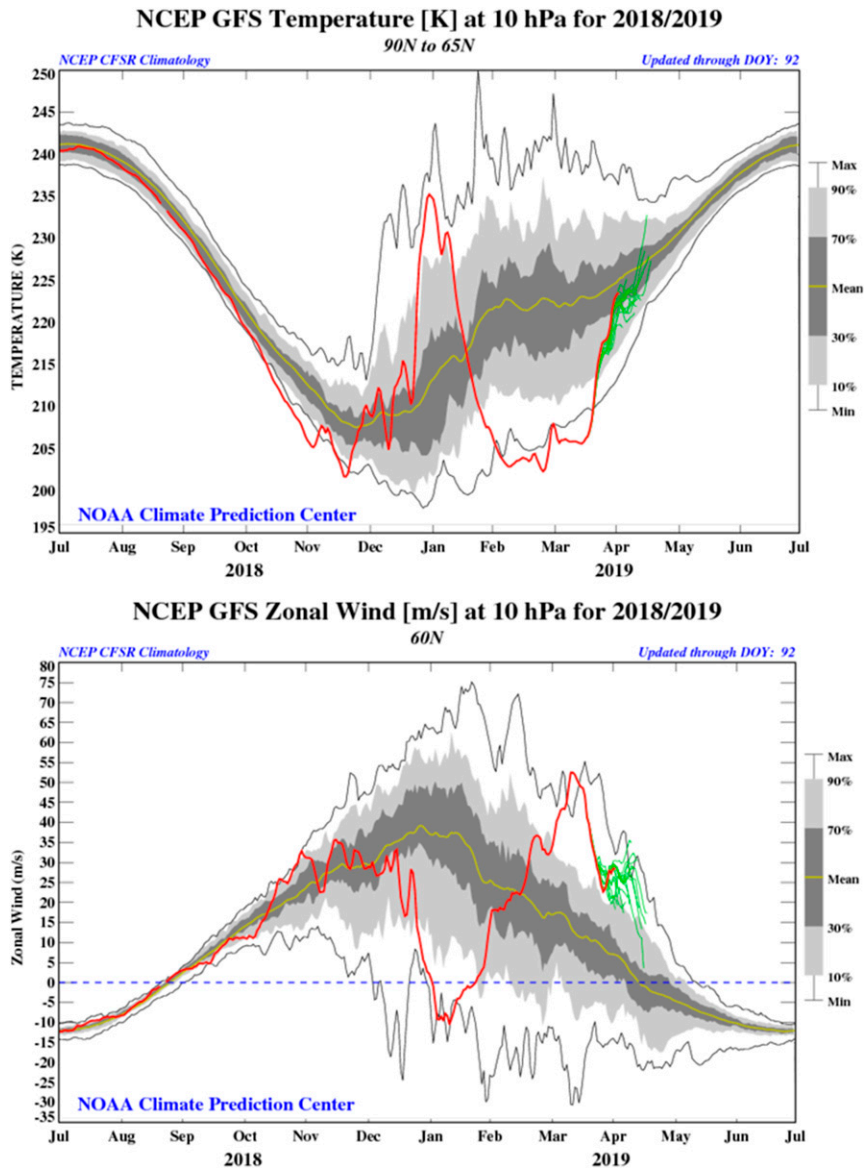 NCEP GFS Temperature [K] at 10 hPa for 2018/2019
90N to 65N
NCEP CFSR Climatology
Updated through DOY: 92
TEMPERATURE (K)
250
245
240
235
230
225
220
215
210
205
200
195
Max
90%
70%
Mean
30%
10%
Min
NOAA Climate Prediction Center
Jul Aug Sep Oct Nov Dec Jan Feb Mar Apr May Jun Jul
2018 2019
NCEP GFS Zonal Wind [m/s] at 10 hPa for 2018/2019
60N
NCEP CFSR Climatology
Updated through DOY: 92
Zonal Wind (m/s)
80
75
70
65
60
55
50
45
40
35
30
25
20
15
10
5
0
-5
-10
-15
-20
-25
-30
-35
Max
90%
70%
Mean
30%
10%
Min
NOAA Climate Prediction Center
Jul Aug Sep Oct Nov Dec Jan Feb Mar Apr May Jun Jul
2018 2019